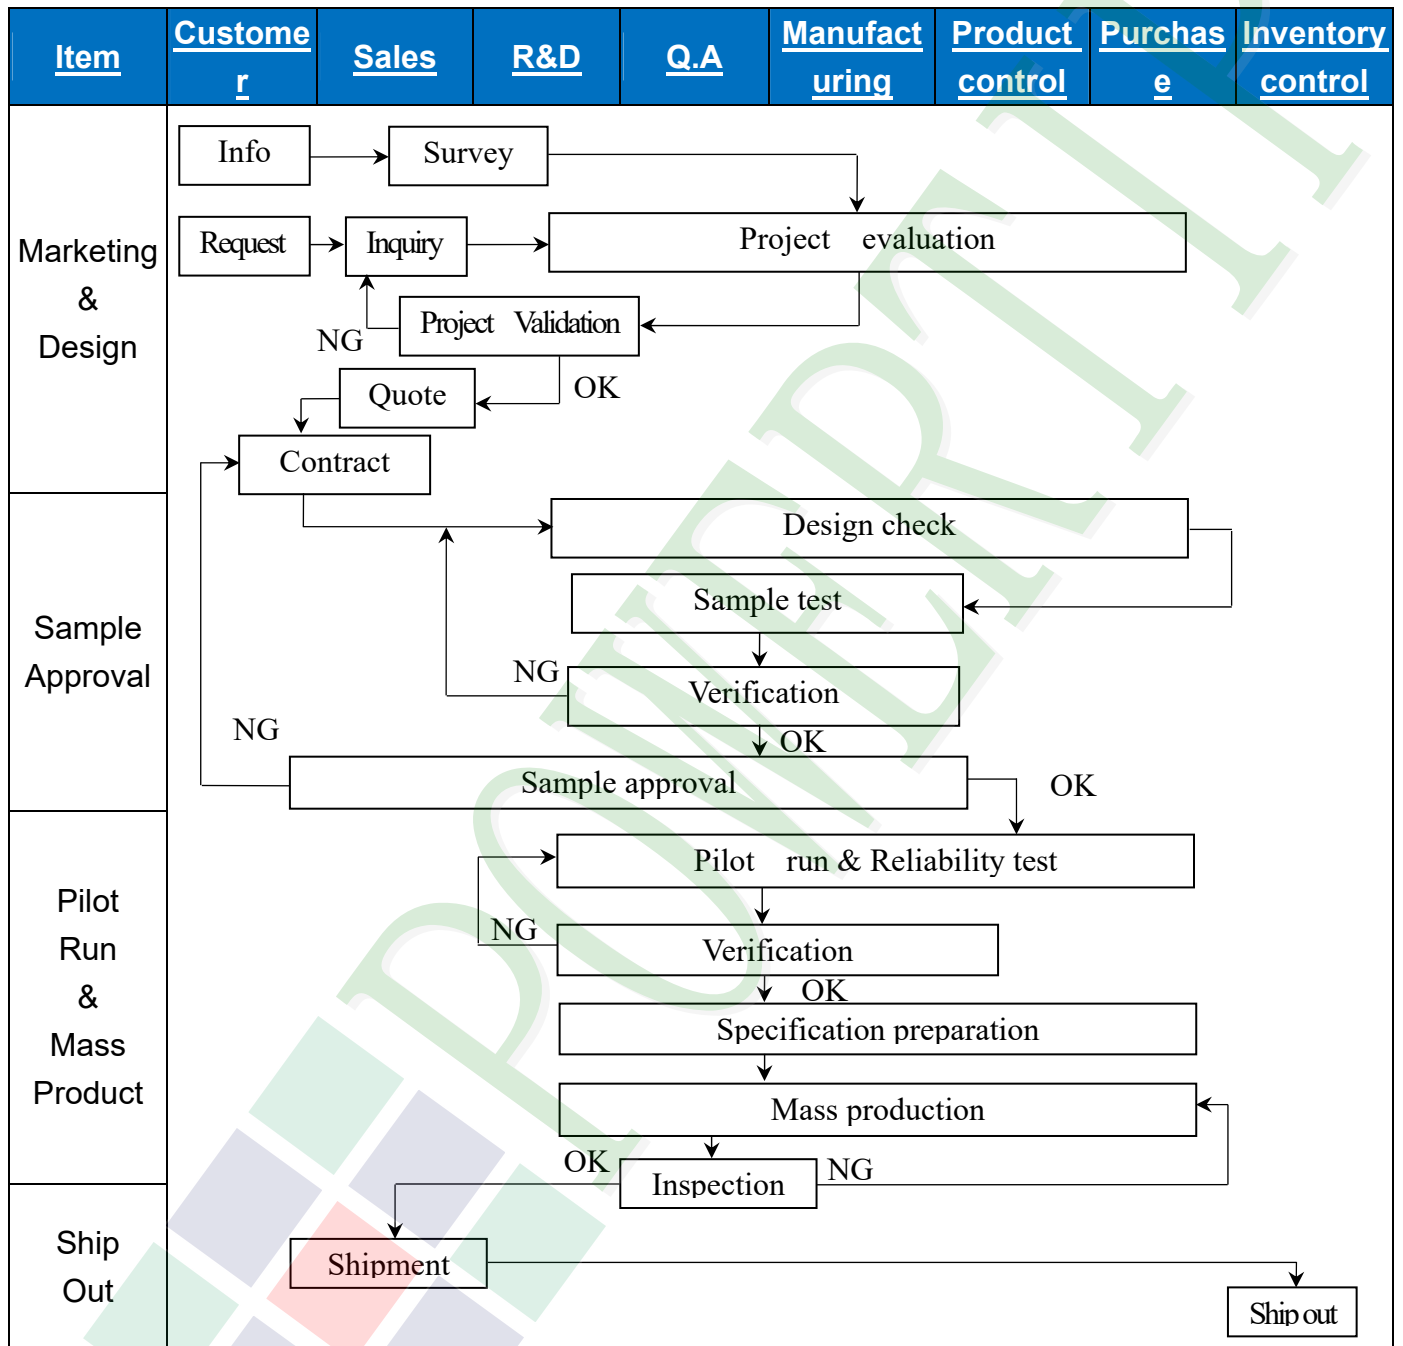 Item
Custome
r
Sales
R&D
Q.A
Manufact
uring
Product
control
Purchas
e
Inventory
control
Marketing
&
Design
Info
Survey
Request
Inquiry
Project evaluation
Project Validation
NG
OK
Quote
Contract
Sample
Approval
Design check
Sample test
NG
Verification
NG
OK
Sample approval
OK
Pilot
Run
&
Mass
Product
Pilot run & Reliability test
NG
Verification
OK
Specification preparation
Mass production
OK
Inspection
NG
Ship
Out
Shipment
Ship out